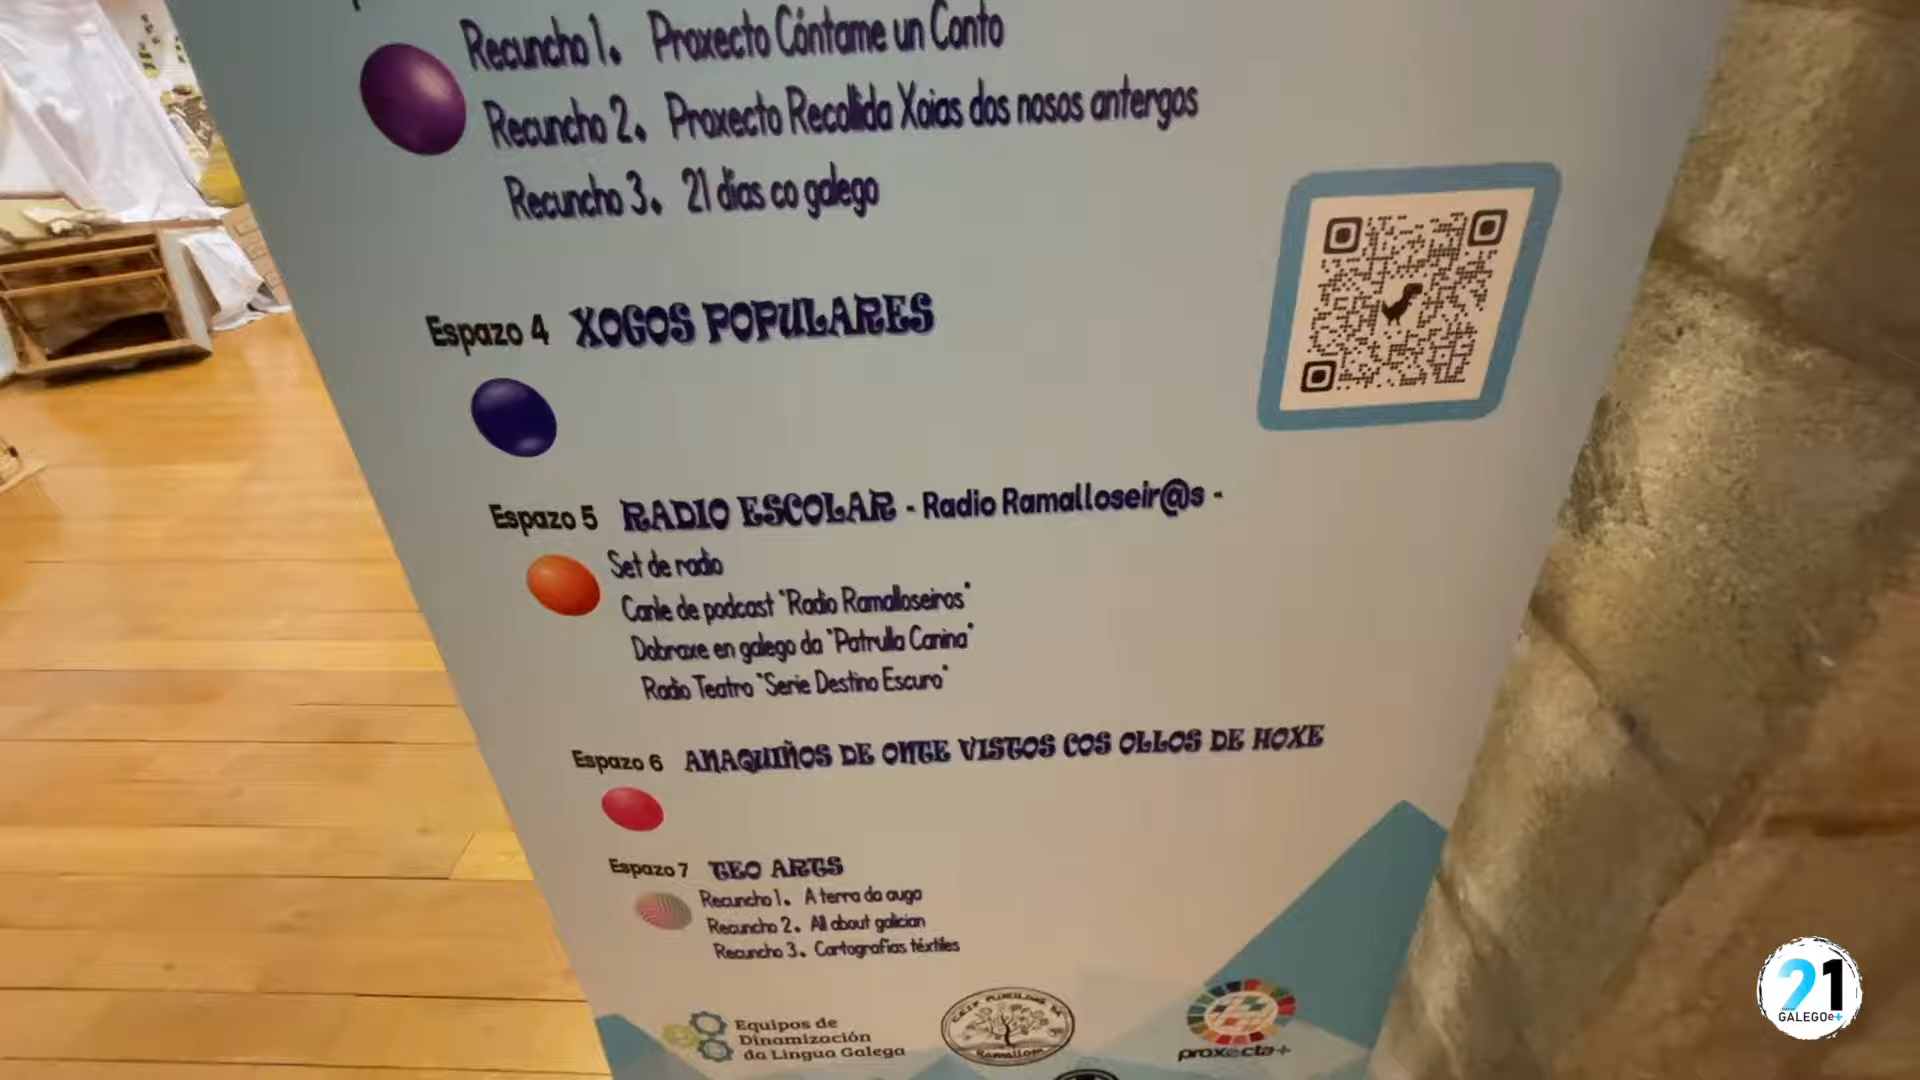 Recuncho 1. Proxecto Cóntame un Conto
Recuncho 2. Proxecto Recollida Xoias dos nosos antergos
Recuncho 3. 21 días co galego
Espazo 4 XOGOS POPULARES
Espazo 5 RADIO ESCOLAR - Radio Ramalloseir@s -
Set de radio
Canle de podcast "Radio Ramalloseiros"
Dobraxe en galego da "Patrulla Canina"
Radio Teatro "Serie Destino Escuro"
Espazo 6 ANAQUIÑOS DE ONTE VISTOS COS OLLOS DE HOXE
Espazo 7 TEO ARTS
Recuncho 1. A terra da auga
Recuncho 2. All about galician
Recuncho 3. Cartografías téxtiles
Equipos de
Dinamización
da Lingua Galega
Ramallosa
proxecta+
21
GALEGOe+